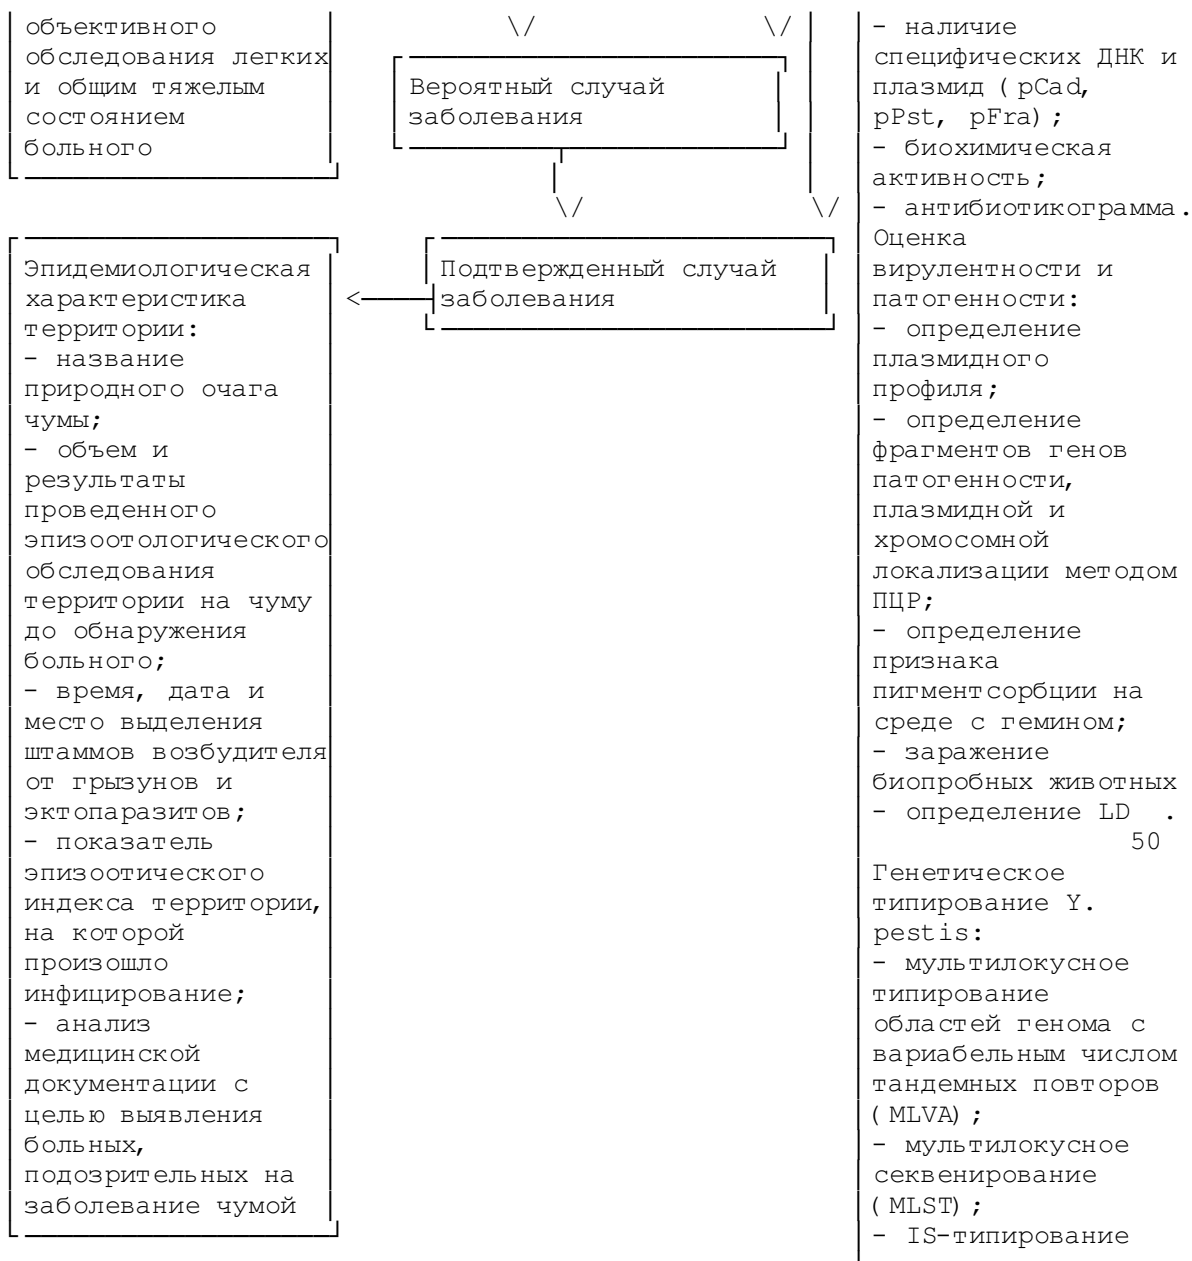 объективного
обследования легких
и общим тяжелым
состоянием
больного
Вероятный случай
заболевания
Подтвержденный случай
заболевания
Эпидемиологическая
характеристика
территории:
- название
природного очага
чумы;
- объем и
результаты
проведенного
эпизоотологического
обследования
территории на чуму
до обнаружения
больного;
- время, дата и
место выделения
штаммов возбудителя
от грызунов и
эктопаразитов;
- показатель
эпизоотического
индекса территории,
на которой
произошло
инфицирование;
- анализ
медицинской
документации с
целью выявления
больных,
подозрительных на
заболевание чумой
- наличие
специфических ДНК и
плазмид (pCad,
pPst, pFra);
- биохимическая
активность;
- антибиотикограмма.
Оценка
вирулентности и
патогенности:
- определение
плазмидного
профиля;
- определение
фрагментов генов
патогенности,
плазмидной и
хромосомной
локализации методом
ПЦР;
- определение
признака
пигментсорбции на
среде с гемином;
- заражение
биопробных животных
- определение LD .
50
Генетическое
типирование Y.
pestis:
- мультилокусное
типирование
областей генома с
вариабельным числом
тандемных повторов
(MLVA);
- мультилокусное
секвенирование
(MLST);
- IS-типирование